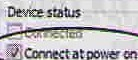 Device status
Connected
Connect at power on